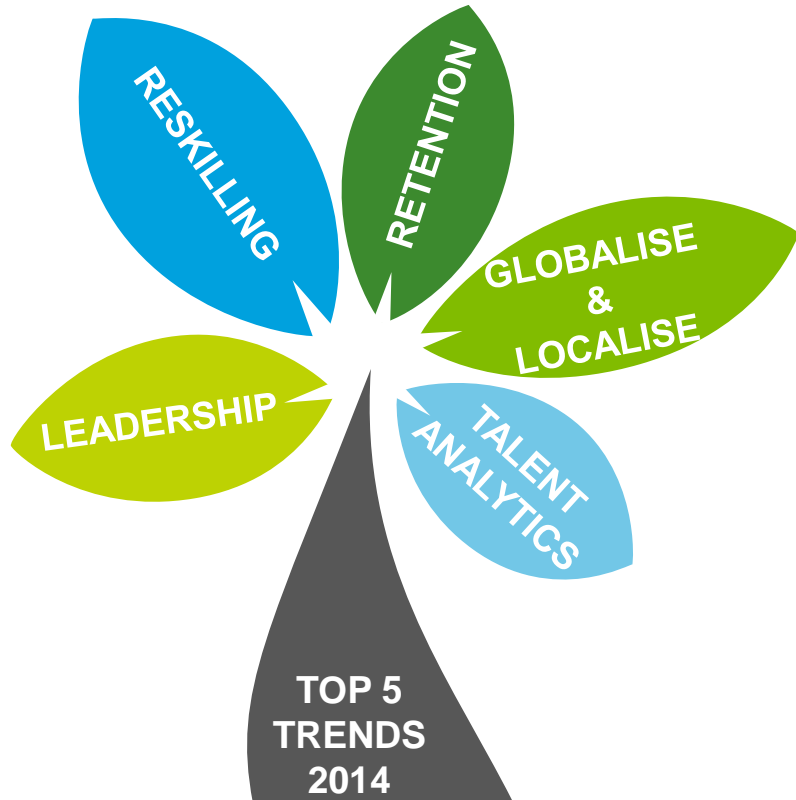 RESKILLING
RETENTION
GLOBALISE
&
LOCALISE
LEADERSHIP
TALENT
ANALYTICS
TOP 5
TRENDS
2014